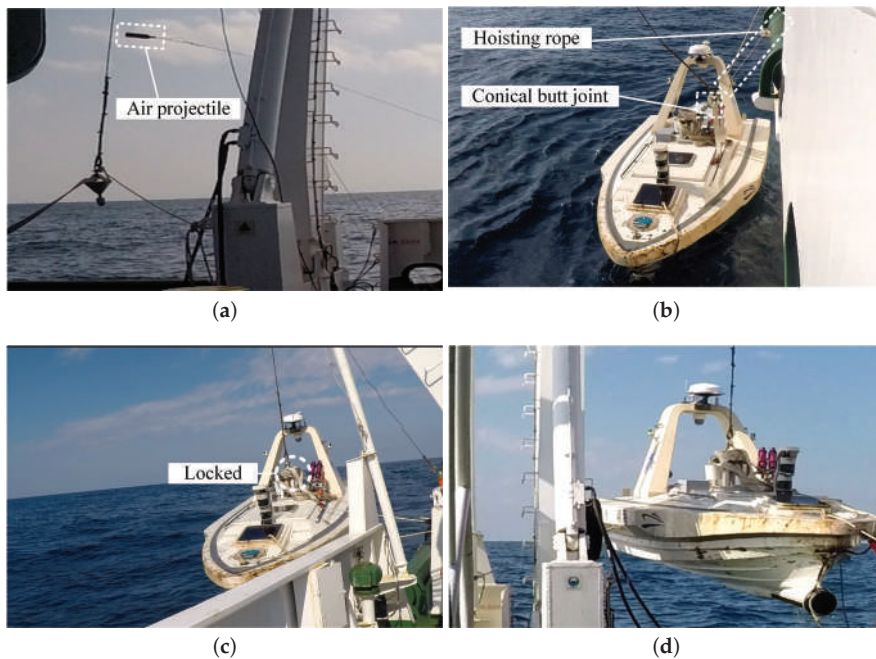 Air projectile
(a)
Hoisting rope
Conical butt joint
(b)
Locked
(c)
(d)